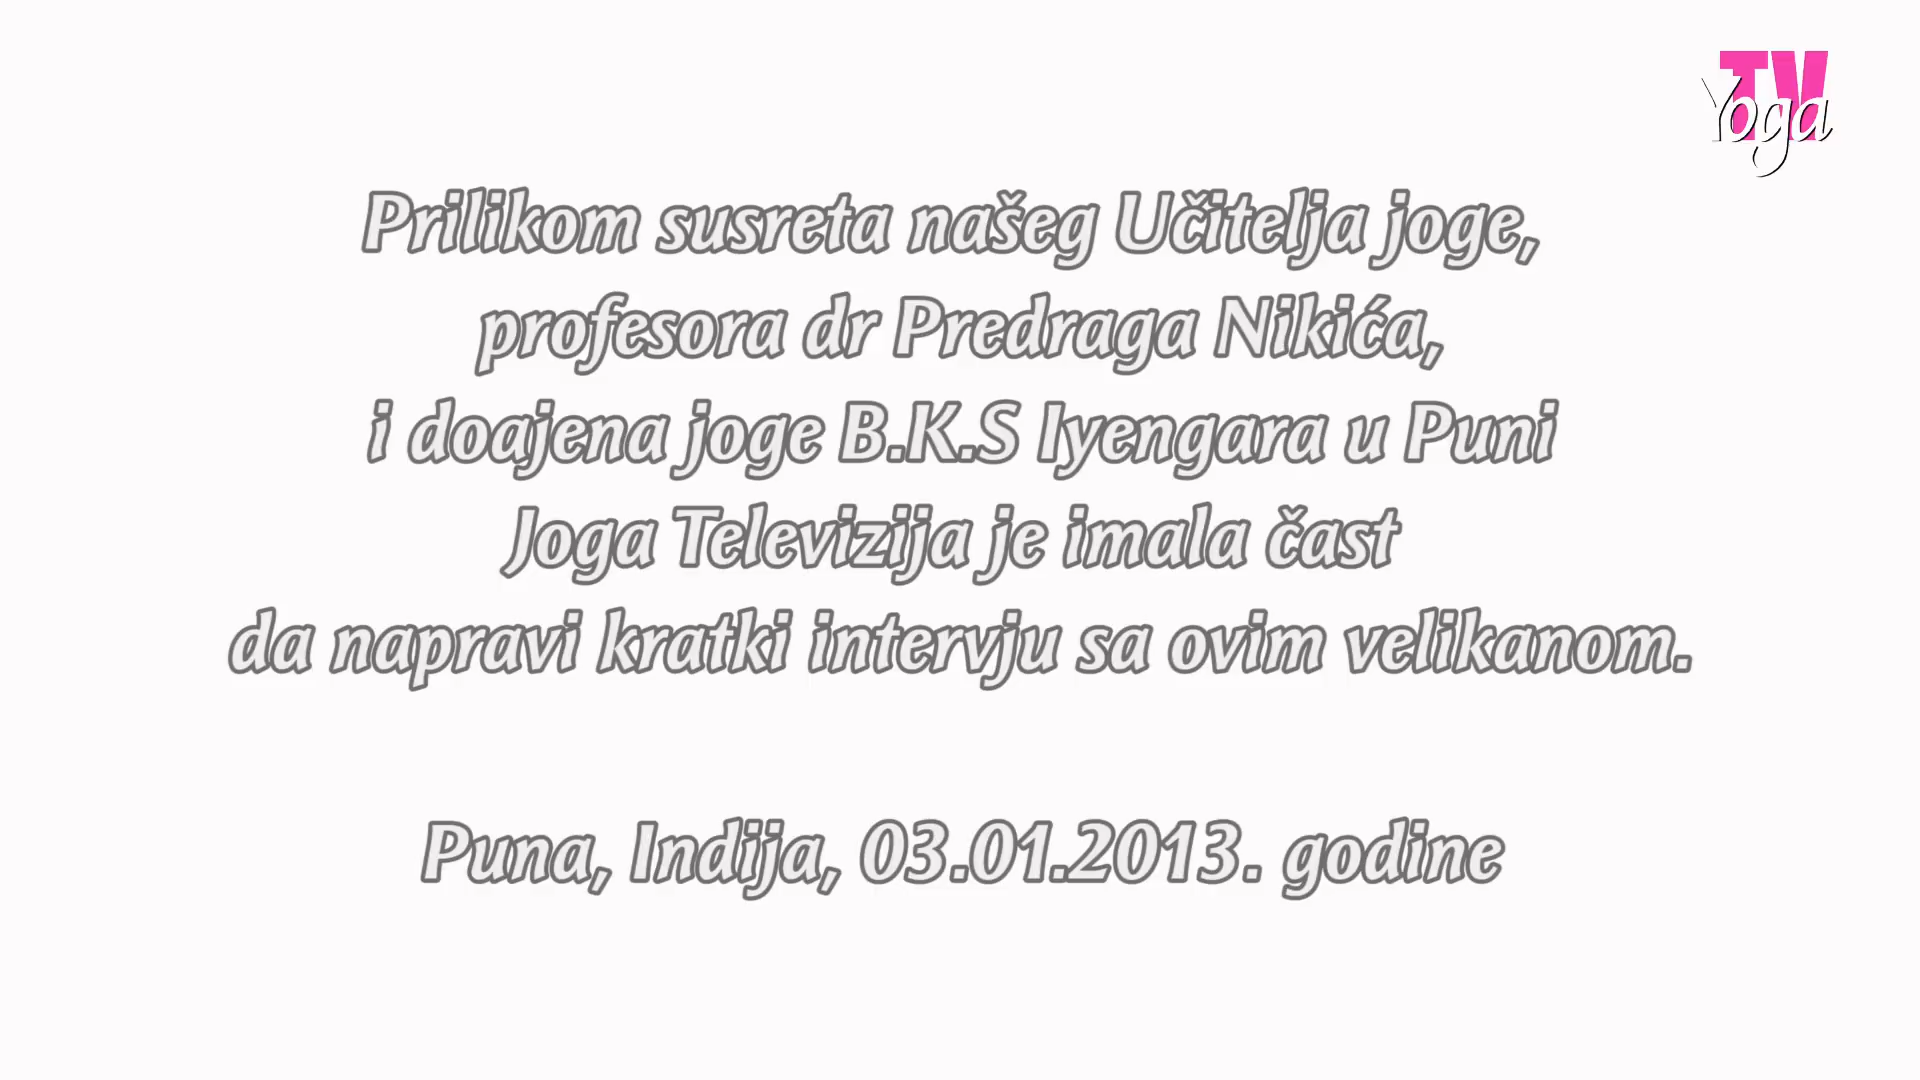 TV
Yoga
Prilikom susreta našeg Učitelja joge,
profesora dr Predraga Nikića,
i doajena joge B.K.S Iyengara u Puni
Joga Televizija je imala čast
da napravi kratki intervju sa ovim velikanom.
Puna, Indija, 03.01.2013. godine